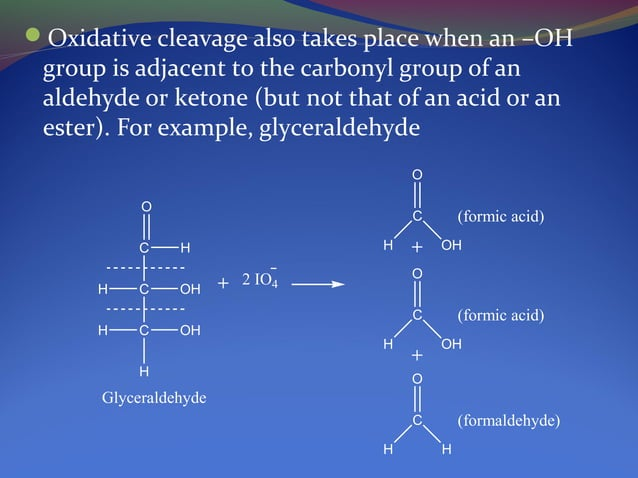 Oxidative cleavage also takes place when an –OH
group is adjacent to the carbonyl group of an
aldehyde or ketone (but not that of an acid or an
ester). For example, glyceraldehyde
O
C H
H C OH
H C OH
H
Glyceraldehyde
+ 2 IO4-
O
C (formic acid)
H + OH
O
C (formic acid)
H OH
+
O
C (formaldehyde)
H H